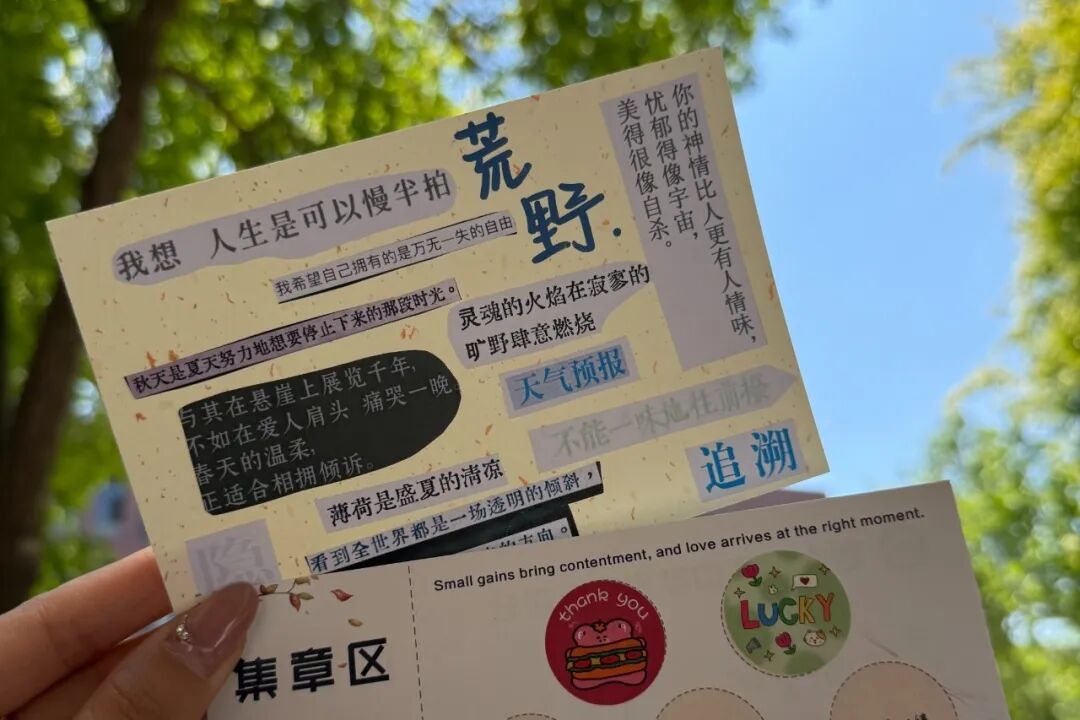 我想 人生是可以慢半拍
荒
野.
我希望自己拥有的是万无一失的自由
你的神情比人更有人情味，
忧郁得像宇宙，
美得很像自杀。
秋天是夏天努力地想要停止下来的那段时光。
灵魂的火焰在寂寥的
旷野肆意燃烧
与其在悬崖上展览千年，
不如在爱人肩头 痛哭一晚。
春天的温柔，
正适合相拥倾诉。
天气预报
不能一味地往前
追溯
薄荷是盛夏的清凉
看到全世界都是一场透明的倾斜，
的方向。
隐
Small gains bring contentment, and love arrives at the right moment.
集章区
thank you
LUCKY